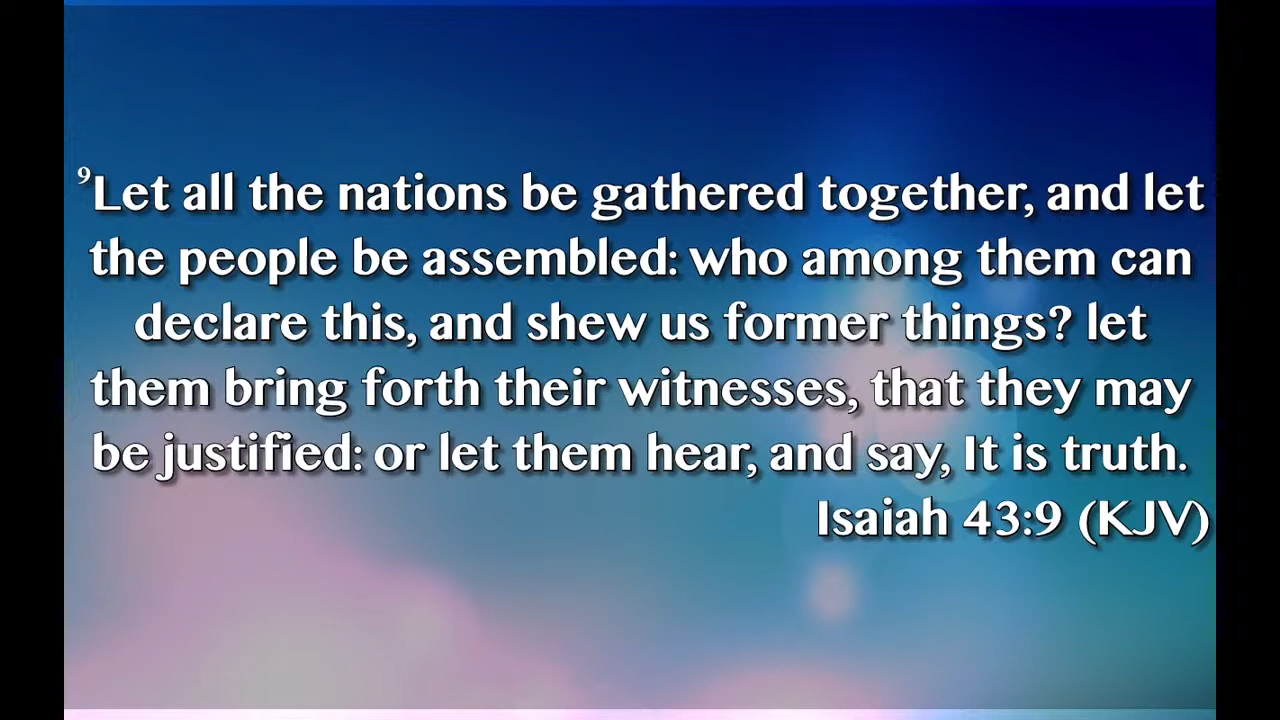 ⁹Let all the nations be gathered together, and let
the people be assembled: who among them can
declare this, and shew us former things? let
them bring forth their witnesses, that they may
be justified: or let them hear, and say, It is truth.
Isaiah 43:9 (KJV)